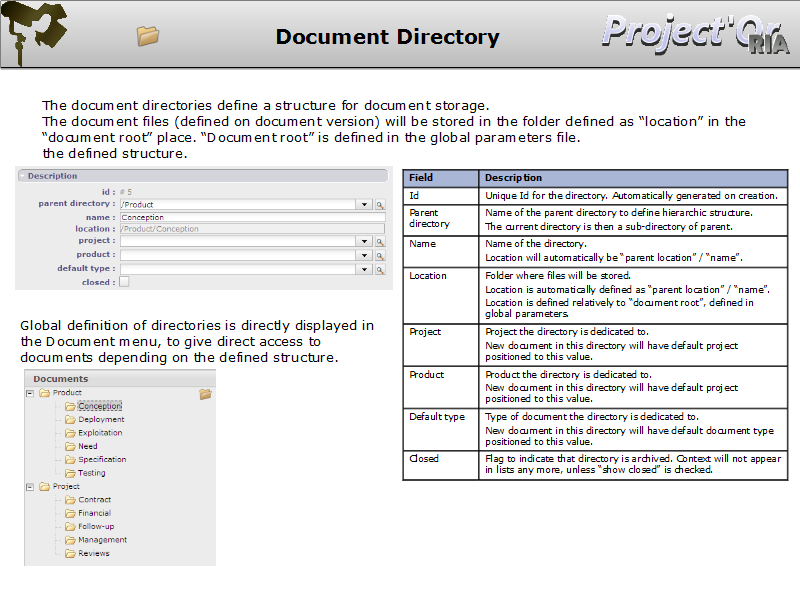 Document Directory
Project'Or
RIA
The document directories define a structure for document storage.
The document files (defined on document version) will be stored in the folder defined as “location” in the
“document root” place. “Document root” is defined in the global parameters file.
the defined structure.
Description
id : # 5
parent directory : /Product
name : Conception
location : /Product/Conception
project :
product :
default type :
closed :
Global definition of directories is directly displayed in
the Document menu, to give direct access to
documents depending on the defined structure.
Documents
Product
Conception
Deployment
Exploitation
Need
Specification
Testing
Project
Contract
Financial
Follow-up
Management
Reviews
Field Description
Id Unique Id for the directory. Automatically generated on creation.
Parent
directory
Name of the parent directory to define hierarchic structure.
The current directory is then a sub-directory of parent.
Name Name of the directory.
Location will automatically be “parent location” / “name”.
Location Folder where files will be stored.
Location is automatically defined as “parent location” / “name”.
Location is defined relatively to “document root”, defined in
global parameters.
Project Project the directory is dedicated to.
New document in this directory will have default project
positioned to this value.
Product Product the directory is dedicated to.
New document in this directory will have default project
positioned to this value.
Default type Type of document the directory is dedicated to.
New document in this directory will have default document type
positioned to this value.
Closed Flag to indicate that directory is archived. Context will not appear
in lists any more, unless “show closed” is checked.